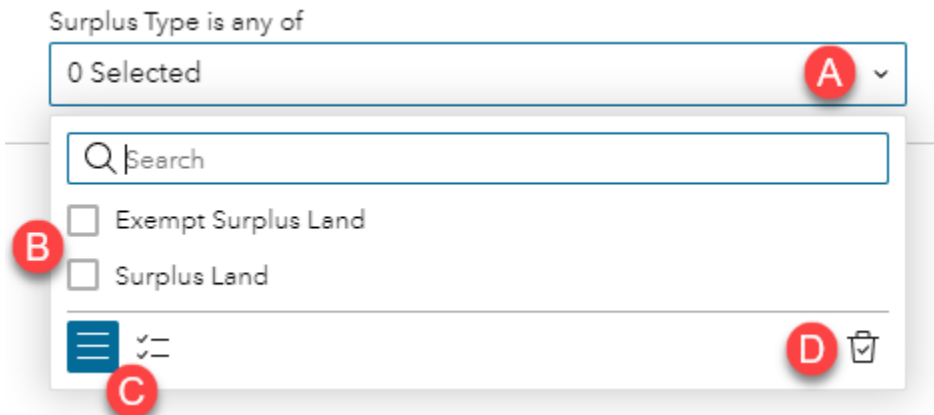 Surplus Type is any of
0 Selected A
Search
Exempt Surplus Land
B
Surplus Land
D
C